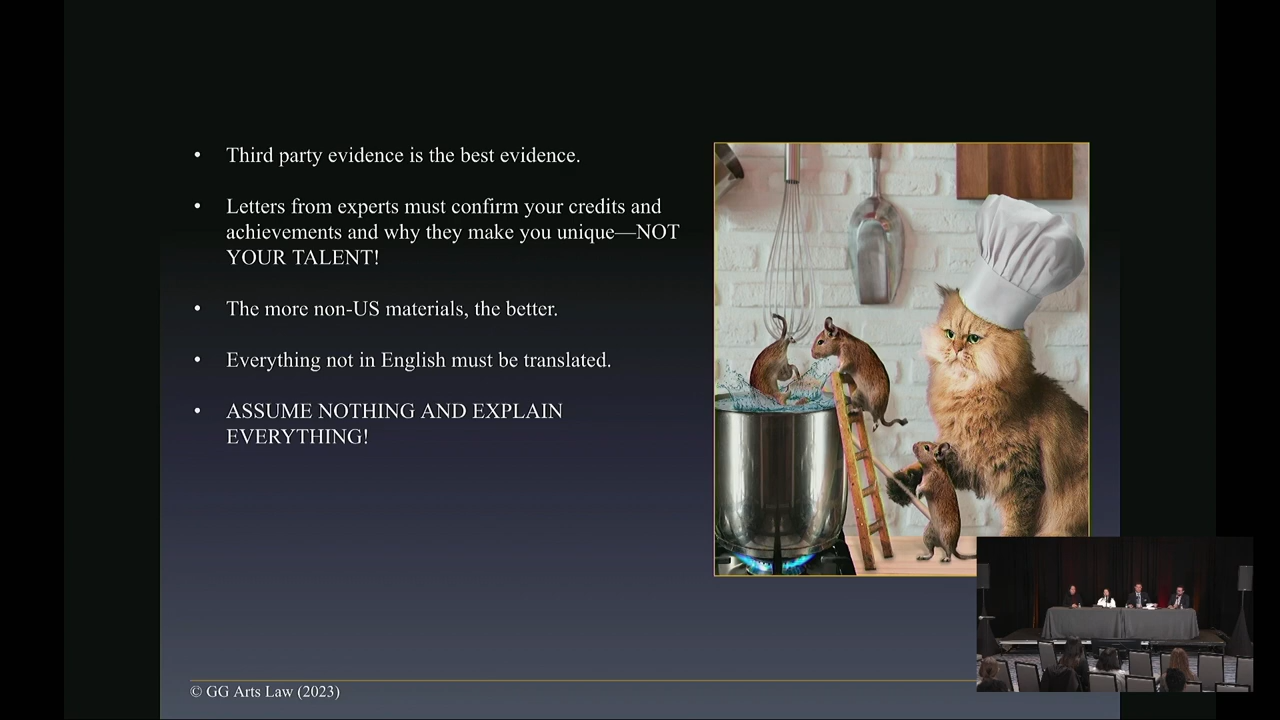 • Third party evidence is the best evidence.
• Letters from experts must confirm your credits and
achievements and why they make you unique—NOT
YOUR TALENT!
• The more non-US materials, the better.
• Everything not in English must be translated.
• ASSUME NOTHING AND EXPLAIN
EVERYTHING!
© GG Arts Law (2023)